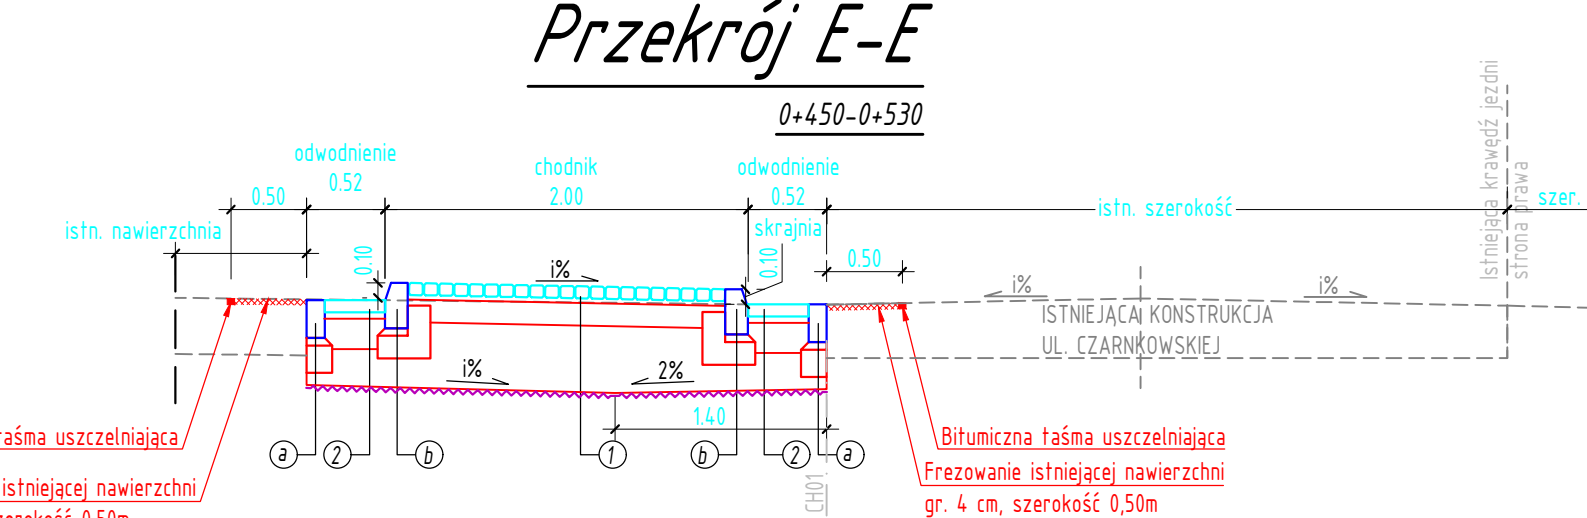 Przekrój E-E
0+450-0+530
odwodnienie
0.52
chodnik
2.00
odwodnienie
0.52
0.50
istn. szerokość
szer.
istn. nawierzchnia
skrajnia
0.10
0.10
0.50
Istniejąca krawędź jezdni
strona prawa
i%
i%
i%
ISTNIEJĄCA KONSTRUKCJA
UL. CZARNKOWSKIEJ
i%
2%
1.40
taśma uszczelniająca
a
2
b
1
b
2
a
Bitumiczna taśma uszczelniająca
istniejącej nawierzchni
szerokość 0,50m
Frezowanie istniejącej nawierzchni
gr. 4 cm, szerokość 0,50m
CH01